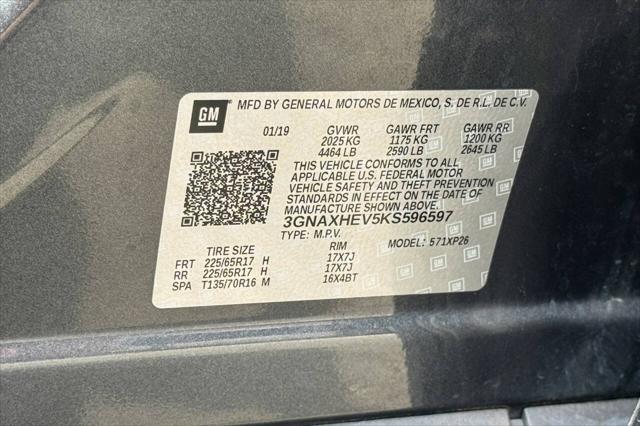 GM MFD BY GENERAL MOTORS DE MEXICO, S. DE R.L. DE C.V.
01/19 GVWR GAWR FRT GAWR RR
2025 KG 1175 KG 1200 KG
4464 LB 2590 LB 2645 LB
THIS VEHICLE CONFORMS TO ALL
APPLICABLE U.S. FEDERAL MOTOR
VEHICLE SAFETY AND THEFT PREVENTION
STANDARDS IN EFFECT ON THE DATE OF
MANUFACTURE SHOWN ABOVE.
3GNAXHEV5KS596597
TYPE: M.P.V. MODEL: 571XP26
TIRE SIZE RIM
FRT 225/65R17 H 17X7J
RR 225/65R17 H 17X7J
SPA T135/70R16 M 16X4BT